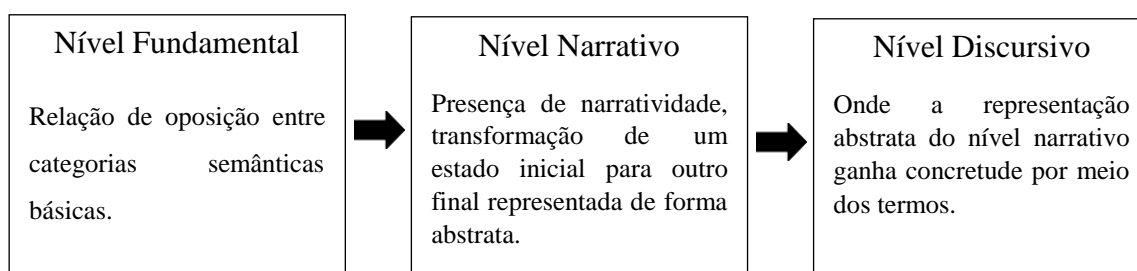 Nível Fundamental
Relação de oposição entre
categorias semânticas
básicas.
Nível Narrativo
Presença de narratividade,
transformação de um
estado inicial para outro
final representada de forma
abstrata.
Nível Discursivo
Onde a representação
abstrata do nível narrativo
ganha concretude por meio
dos termos.